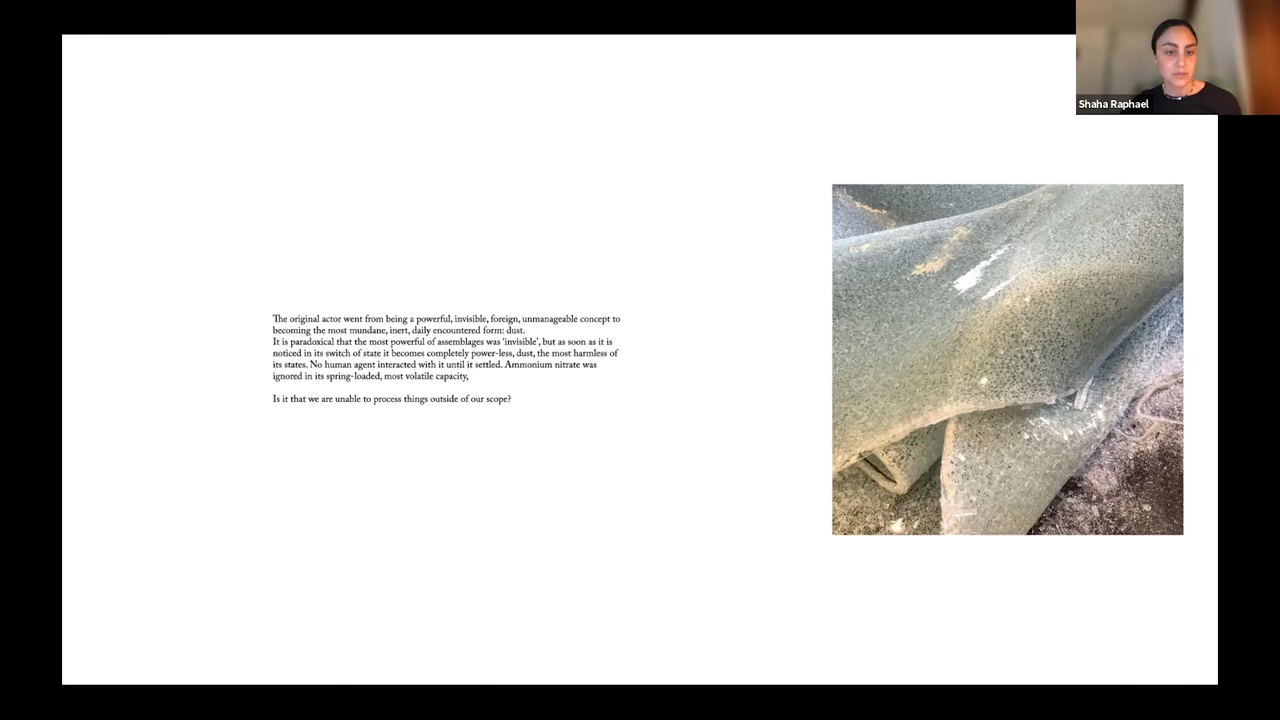 Shaha Raphael
The original actor went from being a powerful, invisible, foreign, unmanageable concept to
becoming the most mundane, inert, daily encountered form: dust.
It is paradoxical that the most powerful of assemblages was ‘invisible’, but as soon as it is
noticed in its switch of state it becomes completely power-less, dust, the most harmless of
its states. No human agent interacted with it until it settled. Ammonium nitrate was
ignored in its spring-loaded, most volatile capacity,
Is it that we are unable to process things outside of our scope?